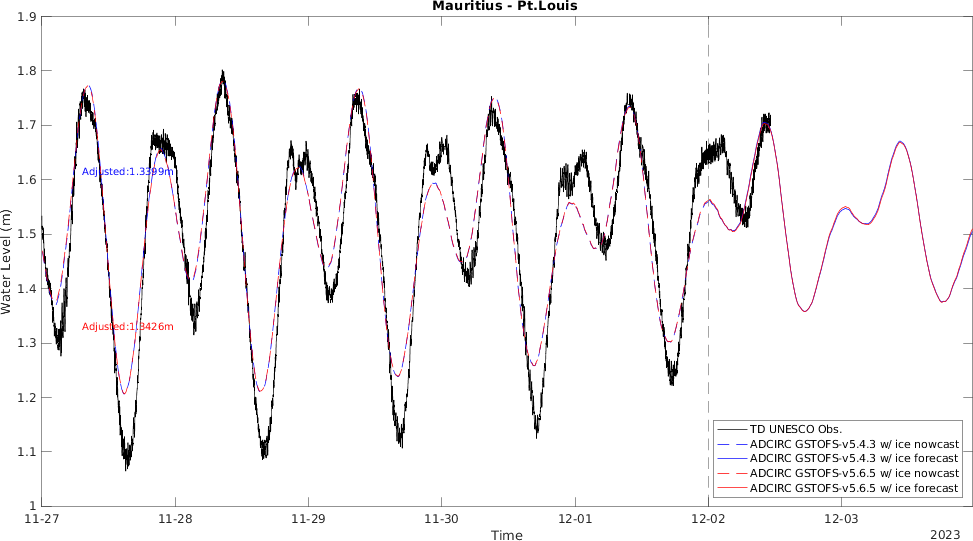 Mauritius - Pt.Louis
1.9
1.8
1.7
1.6
1.5
1.4
1.3
1.2
1.1
1
Water Level (m)
Adjusted:1.3399m
Adjusted:1.3426m
TD UNESCO Obs.
ADCIRC GSTOFS-v5.4.3 w/ ice nowcast
ADCIRC GSTOFS-v5.4.3 w/ ice forecast
ADCIRC GSTOFS-v5.6.5 w/ ice nowcast
ADCIRC GSTOFS-v5.6.5 w/ ice forecast
11-27 11-28 11-29 11-30 12-01 12-02 12-03
Time
2023